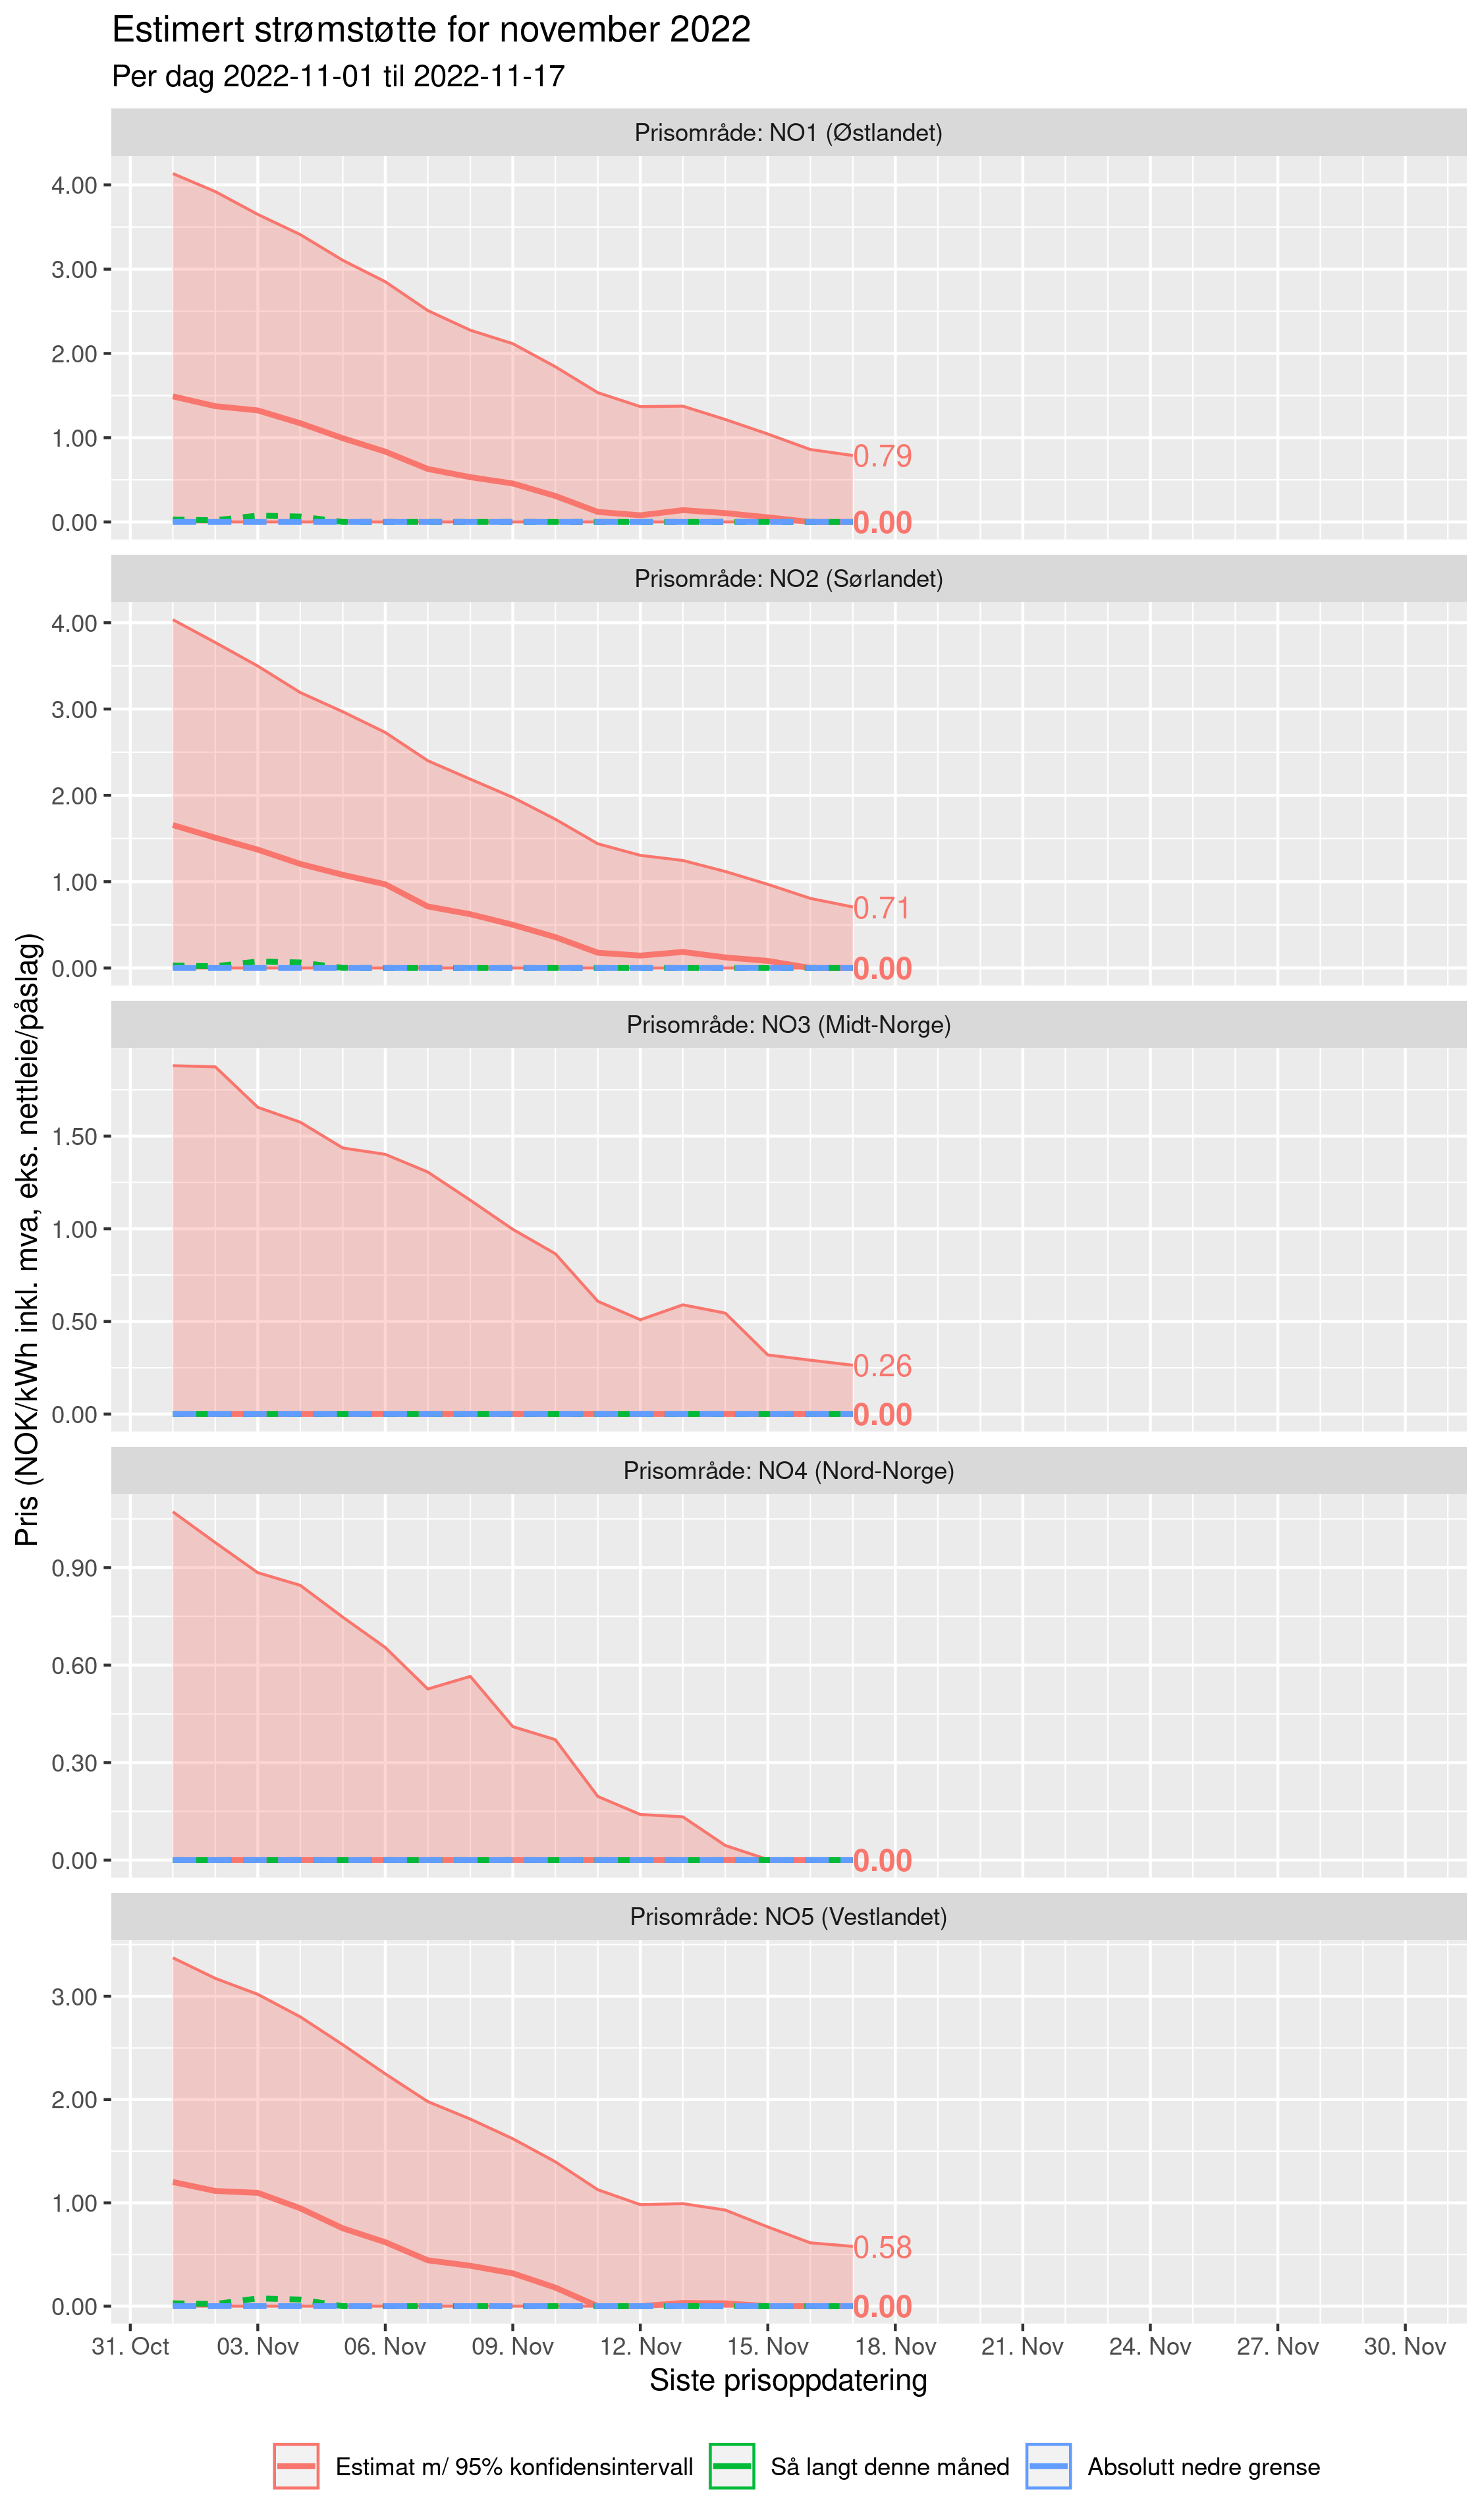 Estimert strømstøtte for november 2022
Per dag 2022-11-01 til 2022-11-17
Prisområde: NO1 (Østlandet)
4.00
3.00
2.00
1.00
0.00
0.79
0.00
Prisområde: NO2 (Sørlandet)
4.00
3.00
2.00
1.00
0.00
0.71
0.00
Prisområde: NO3 (Midt-Norge)
1.50
1.00
0.50
0.00
0.26
0.00
Prisområde: NO4 (Nord-Norge)
0.90
0.60
0.30
0.00
0.00
Prisområde: NO5 (Vestlandet)
3.00
2.00
1.00
0.00
0.58
0.00
Pris (NOK/kWh inkl. mva, eks. nettleie/påslag)
31. Oct 03. Nov 06. Nov 09. Nov 12. Nov 15. Nov 18. Nov 21. Nov 24. Nov 27. Nov 30. Nov
Siste prisoppdatering
Estimat m/ 95% konfidensintervall Så langt denne måned Absolutt nedre grense